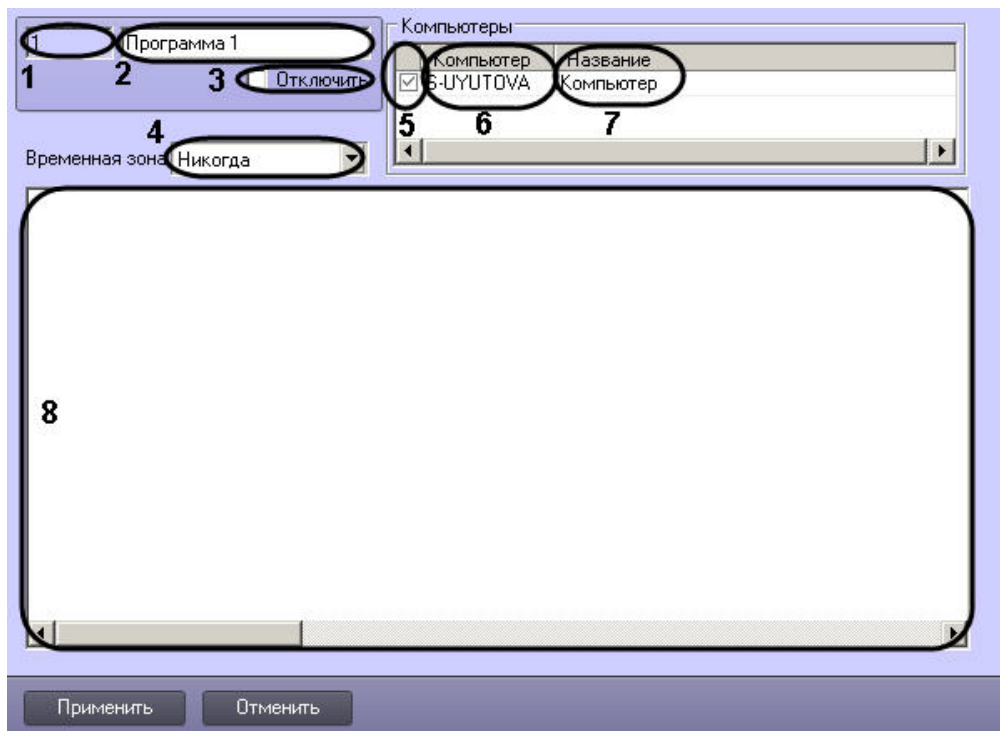 1 Программа 1
1 2 3 Отключить
Компьютеры
Компьютер Название
S-UYUTOVA Компьютер
5 6 7
4
Временная зона Никогда
8
Применить Отменить